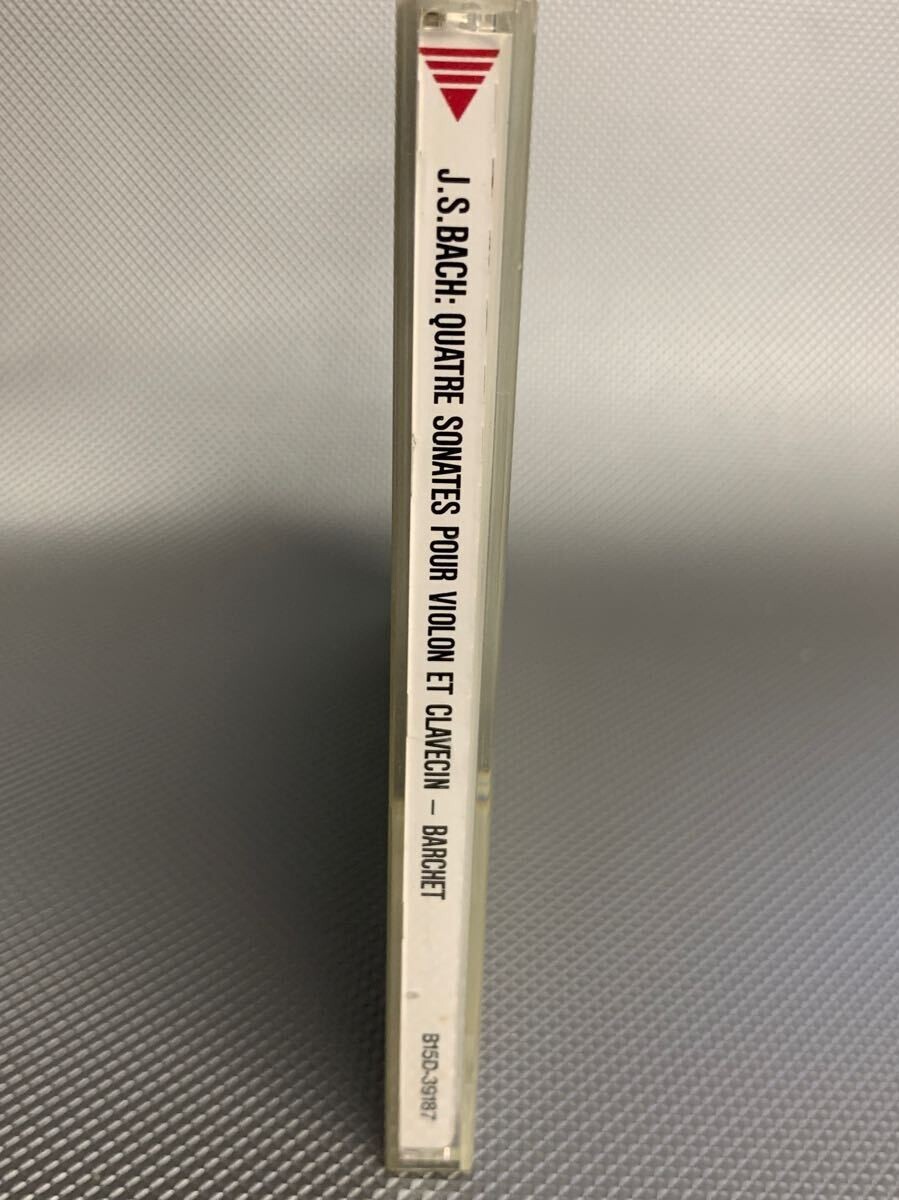 J.S.BACH: QUATRE SONATES POUR VIOLON ET CLAVECIN – BARCHET
B15D-39187